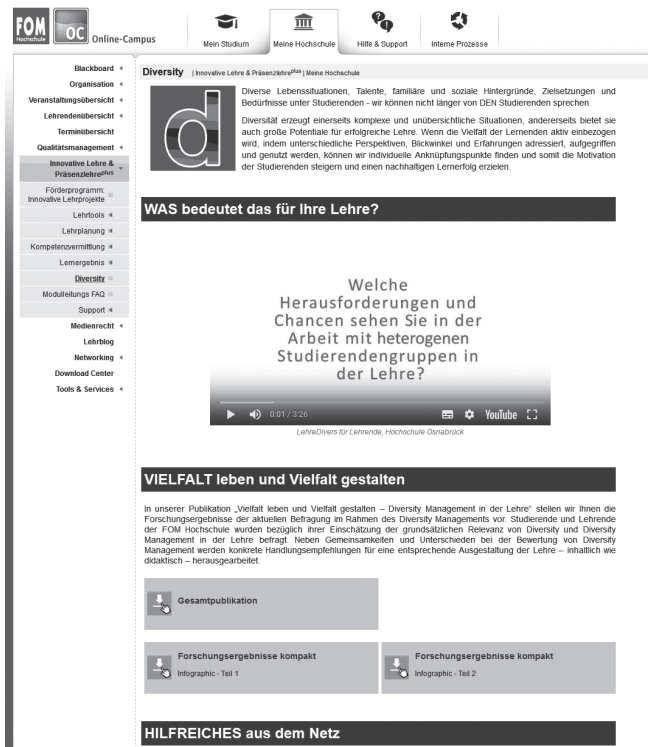 FOM
Hochschule
OC
Online-Campus
Mein Studium
Meine Hochschule
Hilfe & Support
Interne Prozesse
Blackboard
Organisation
Veranstaltungsübersicht
Lehrendenübersicht
Terminübersicht
Qualitätsmanagement
Innovative Lehre &
Präsenzlehreplus
Förderprogramm:
Innovative Lehrprojekte
Lehrtools
Lehrplanung
Kompetenzvermittlung
Lernergebnis
Diversity
Modulleitungs FAQ
Support
Medienrecht
Lehrblog
Networking
Download Center
Tools & Services
Diversity | Innovative Lehre & Präsenzlehreplus | Meine Hochschule
d
Diverse Lebenssituationen, Talente, familiäre und soziale Hintergründe, Zielsetzungen und
Bedürfnisse unter Studierenden - wir können nicht länger von DEN Studierenden sprechen.
Diversität erzeugt einerseits komplexe und unübersichtliche Situationen, andererseits bietet sie
auch große Potentiale für erfolgreiche Lehre. Wenn die Vielfalt der Lernenden aktiv einbezogen
wird, indem unterschiedliche Perspektiven, Blickwinkel und Erfahrungen adressiert, aufgegriffen
und genutzt werden, können wir individuelle Anknüpfungspunkte finden und somit die Motivation
der Studierenden steigern und einen nachhaltigen Lernerfolg erzielen.
WAS bedeutet das für Ihre Lehre?
Welche
Herausforderungen und
Chancen sehen Sie in der
Arbeit mit heterogenen
Studierendengruppen in
der Lehre?
0:01 / 3:26
YouTube
LehreDivers für Lehrende, Hochschule Osnabrück
VIELFALT leben und Vielfalt gestalten
In unserer Publikation „Vielfalt leben und Vielfalt gestalten – Diversity Management in der Lehre“ stellen wir Ihnen die
Forschungsergebnisse der aktuellen Befragung im Rahmen des Diversity Managements vor. Studierende und Lehrende
der FOM Hochschule wurden bezüglich ihrer Einschätzung der grundsätzlichen Relevanz von Diversity und Diversity
Management in der Lehre befragt. Neben Gemeinsamkeiten und Unterschieden bei der Bewertung von Diversity
Management werden konkrete Handlungsempfehlungen für eine entsprechende Ausgestaltung der Lehre – inhaltlich wie
didaktisch – herausgearbeitet.
Gesamtpublikation
Forschungsergebnisse kompakt
Infographic - Teil 1
Forschungsergebnisse kompakt
Infographic - Teil 2
HILFREICHES aus dem Netz